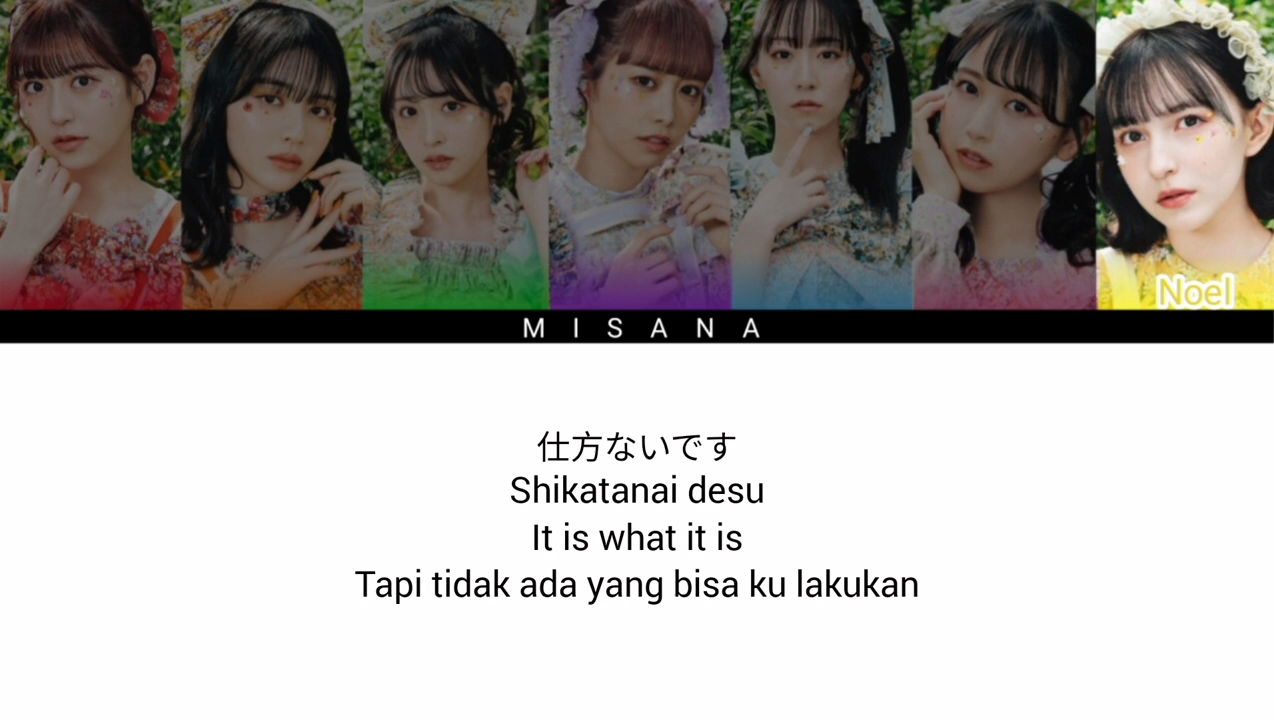 Noel
MISANA
仕方ないです
Shikatanai desu
It is what it is
Tapi tidak ada yang bisa ku lakukan